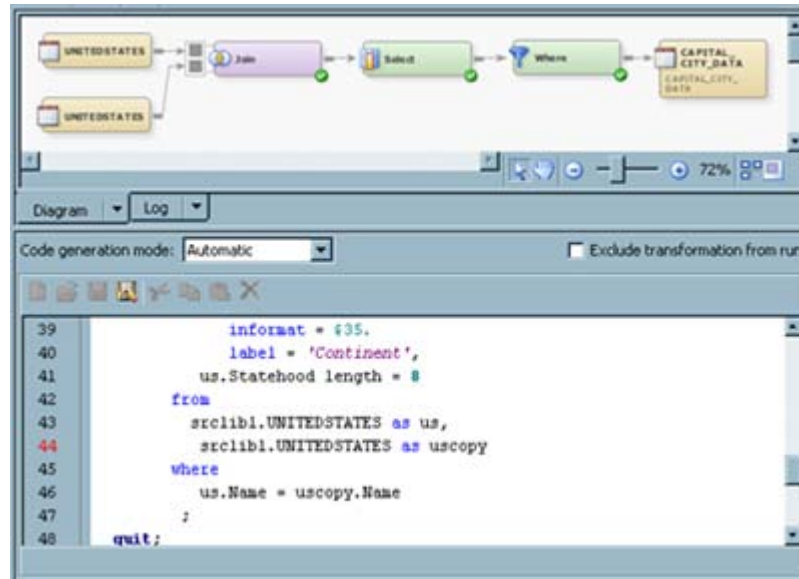 UNITEDSTATES
Join
Select
Where
CAPITAL_
CITY_DATA
CAPITAL_CITY_
DATA
UNITEDSTATES
72%
Diagram
Log
Code generation mode: Automatic
Exclude transformation from run
39 informat = $35.
40 label = 'Continent',
41 us.Statehood length = 8
42 from
43 srclib1.UNITEDSTATES as us,
44 srclib1.UNITEDSTATES as uscopy
45 where
46 us.Name = uscopy.Name
47 ;
48 quit;